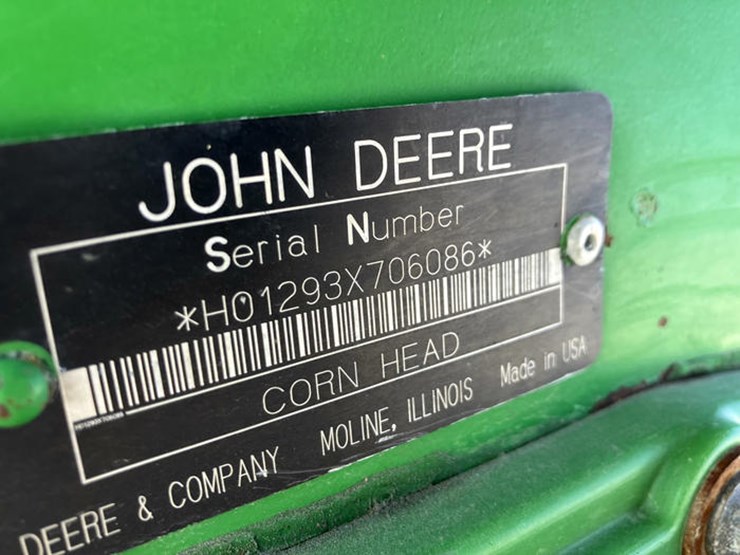 JOHN DEERE
Serial Number
*H01293X706086*
CORN HEAD
DEERE & COMPANY MOLINE, ILLINOIS Made in USA